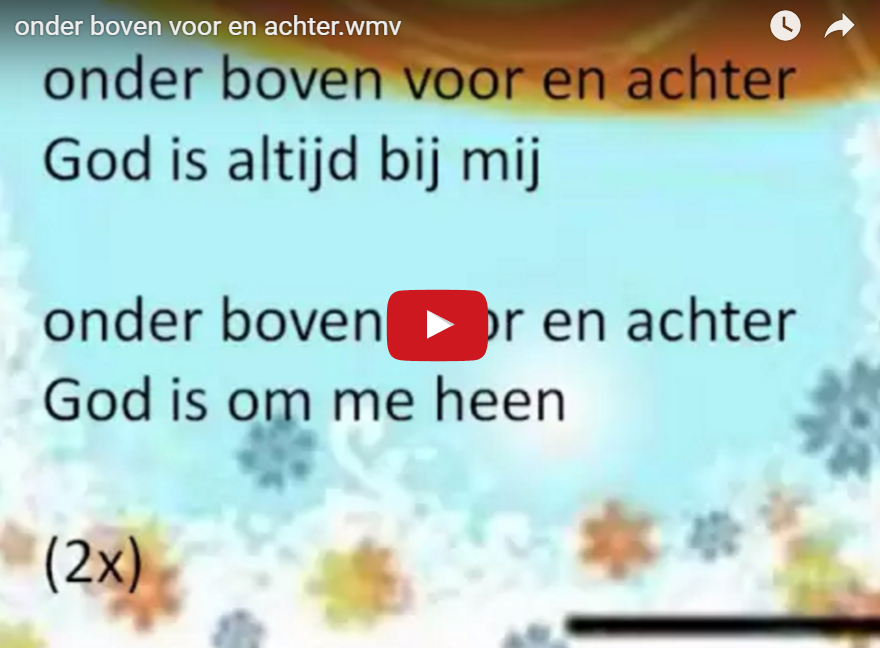 onder boven voor en achter.wmv
onder boven voor en achter
God is altijd bij mij
onder boven or en achter
God is om me heen
(2x)